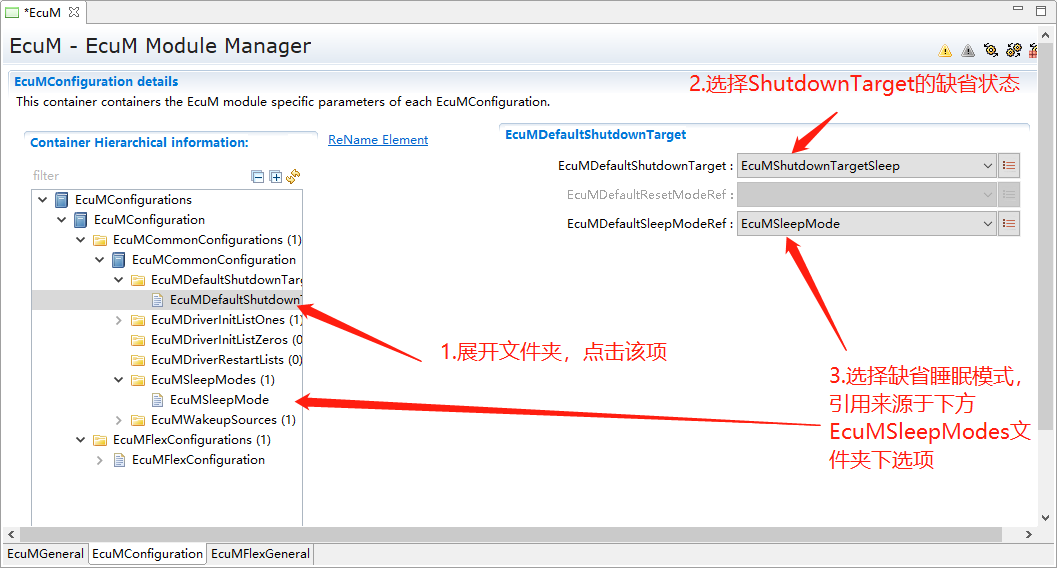 *EcuM
EcuM - EcuM Module Manager
EcuMConfiguration details
This container containers the EcuM module specific parameters of each EcuMConfiguration.
2.选择ShutdownTarget的缺省状态
Container Hierarchical information:
ReName Element
filter
EcuMConfigurations
EcuMConfiguration
EcuMCommonConfigurations (1)
EcuMCommonConfiguration
EcuMDefaultShutdownTarg
EcuMDefaultShutdownT
EcuMDriverInitListOnes (1)
EcuMDriverInitListZeros (0
EcuMDriverRestartLists (0)
EcuMSleepModes (1)
EcuMSleepMode
EcuMWakeupSources (1)
EcuMFlexConfigurations (1)
EcuMFlexConfiguration
EcuMDefaultShutdownTarget
EcuMDefaultShutdownTarget : EcuMShutdownTargetSleep
EcuMDefaultResetModeRef :
EcuMDefaultSleepModeRef : EcuMSleepMode
1.展开文件夹，点击该项
3.选择缺省睡眠模式，
引用来源于下方
EcuMSleepModes文
件夹下选项
EcuMGeneral EcuMConfiguration EcuMFlexGeneral